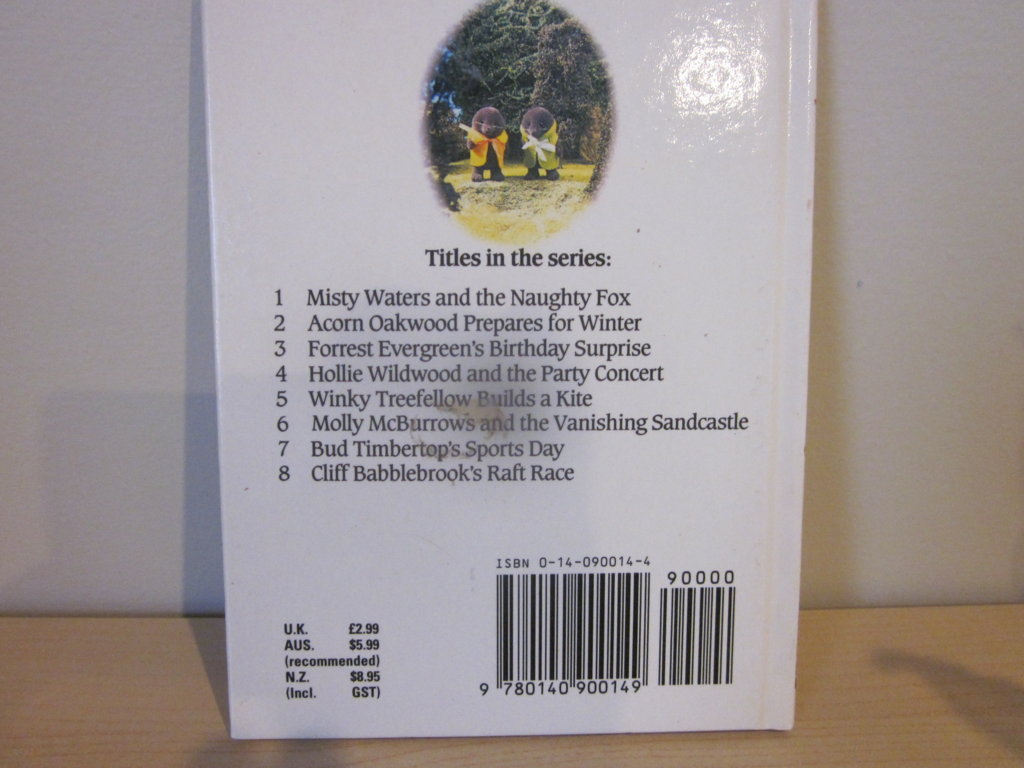 Titles in the series:
1 Misty Waters and the Naughty Fox
2 Acorn Oakwood Prepares for Winter
3 Forrest Evergreen's Birthday Surprise
4 Hollie Wildwood and the Party Concert
5 Winky Treefellow Builds a Kite
6 Molly McBurrows and the Vanishing Sandcastle
7 Bud Timbertop's Sports Day
8 Cliff Babblebrook's Raft Race
ISBN 0-14-090014-4
90000
9 780140 900149
U.K. £2.99
AUS. $5.99
(recommended)
N.Z. $8.95
(Incl. GST)